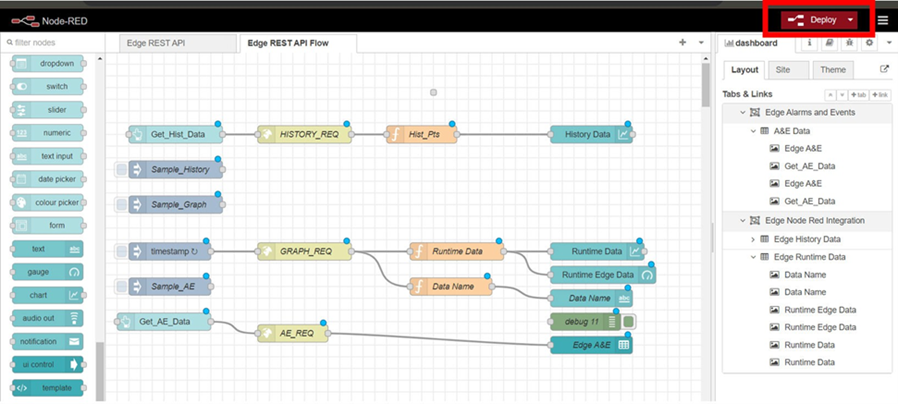 Node-RED
Deploy
filter nodes
Edge REST API
Edge REST API Flow
dashboard
i
Layout
Site
Theme
Tabs & Links
tab
link
dropdown
switch
slider
numeric
text input
abc
date picker
colour picker
form
text
abc
gauge
chart
audio out
notification
ui control
template
Get_Hist_Data
HISTORY_REQ
f
Hist_Pts
History Data
Sample_History
Sample_Graph
timestamp ↻
GRAPH_REQ
f
Runtime Data
Runtime Data
Runtime Edge Data
Sample_AE
f
Data Name
Data Name
abc
Get_AE_Data
AE_REQ
debug 11
Edge A&E
Edge Alarms and Events
A&E Data
Edge A&E
Get_AE_Data
Edge A&E
Get_AE_Data
Edge Node Red Integration
Edge History Data
Edge Runtime Data
Data Name
Data Name
Runtime Edge Data
Runtime Edge Data
Runtime Data
Runtime Data